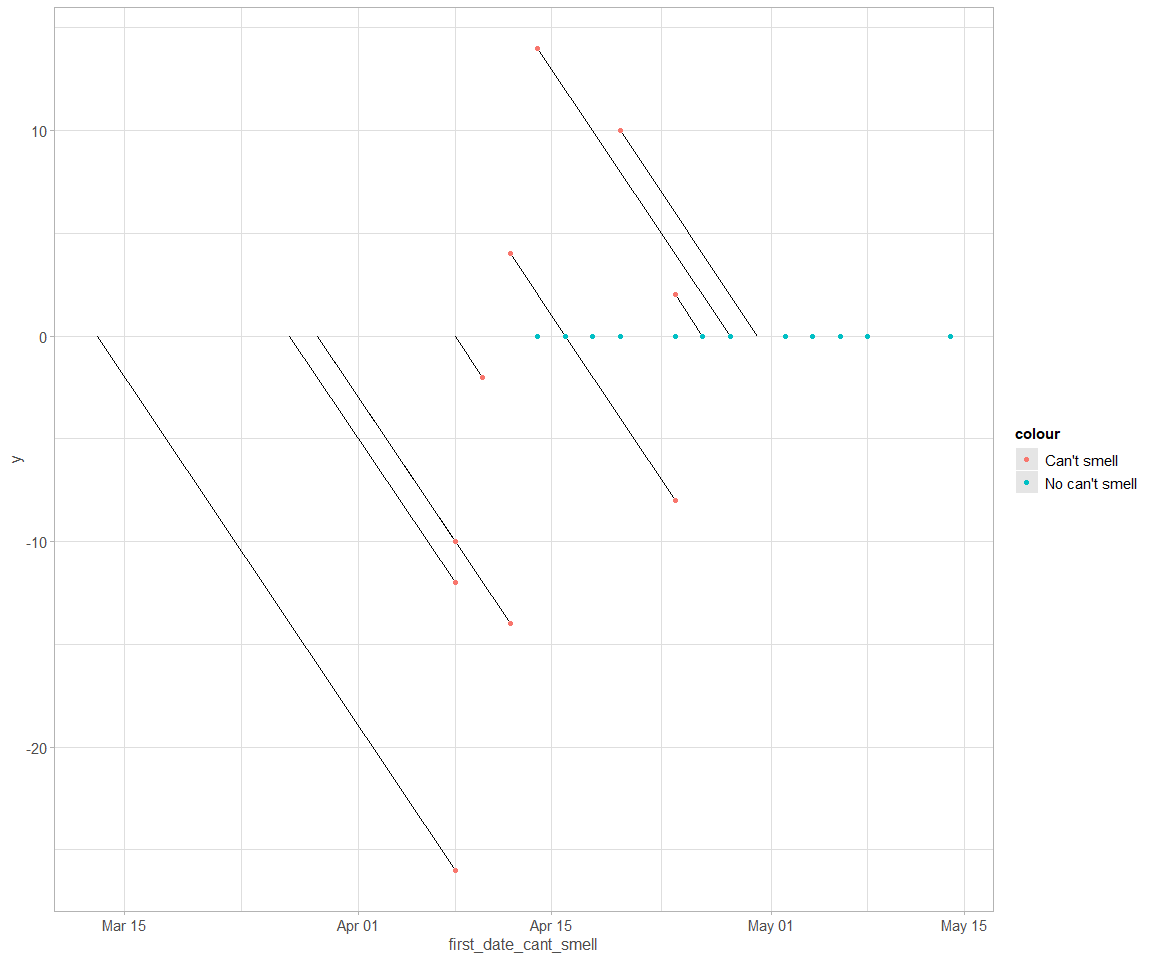 10
0
-10
-20
y
Mar 15
Apr 01
Apr 15
May 01
May 15
first_date_cant_smell
colour
Can't smell
No can't smell